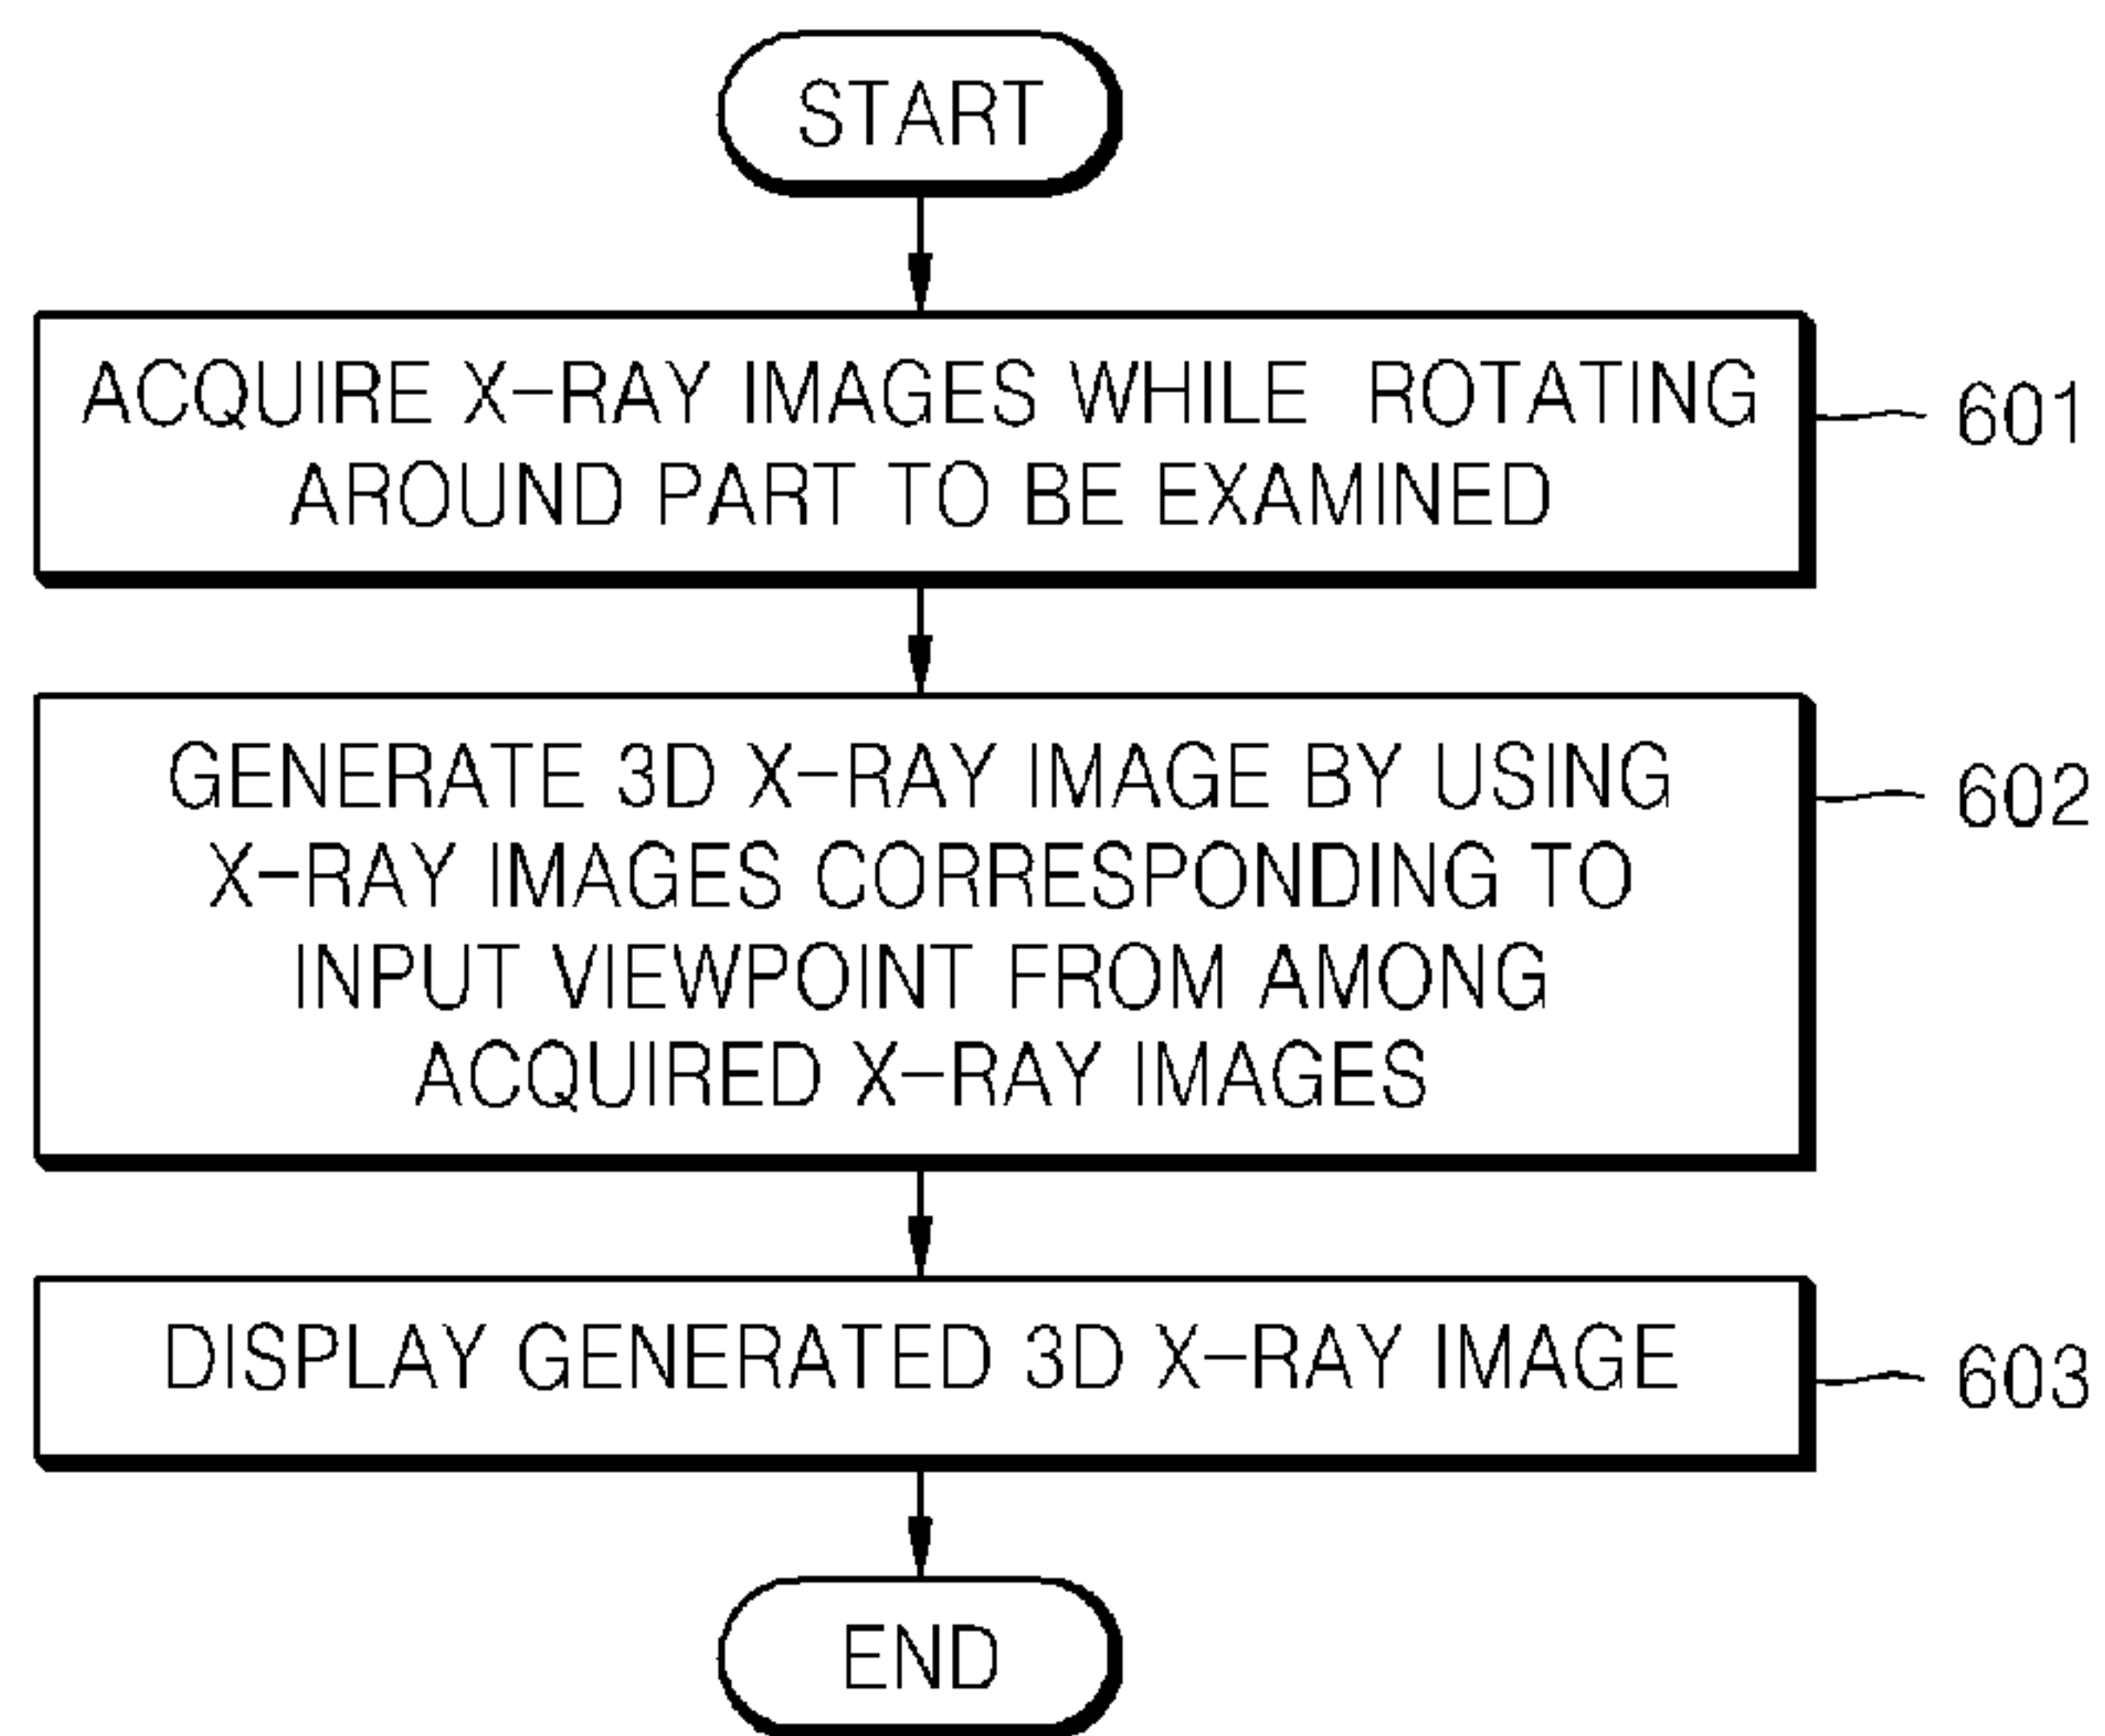 START
ACQUIRE X-RAY IMAGES WHILE ROTATING
AROUND PART TO BE EXAMINED
601
GENERATE 3D X-RAY IMAGE BY USING
X-RAY IMAGES CORRESPONDING TO
INPUT VIEWPOINT FROM AMONG
ACQUIRED X-RAY IMAGES
602
DISPLAY GENERATED 3D X-RAY IMAGE
603
END